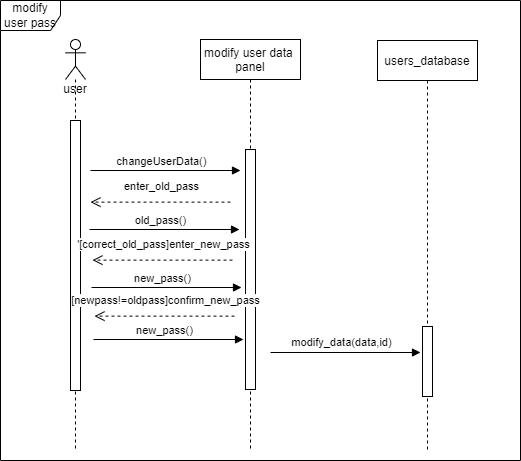 modify
user pass
user
modify user data
panel
users_database
changeUserData()
enter_old_pass
old_pass()
'[correct_old_pass]enter_new_pass
new_pass()
[newpass!=oldpass]confirm_new_pass
new_pass()
modify_data(data,id)